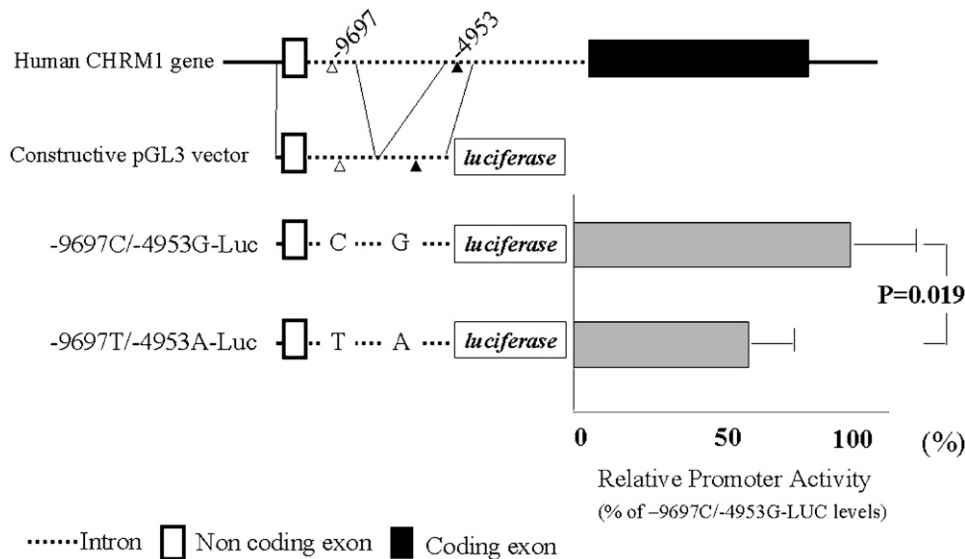 -9697
-4953
Human CHRM1 gene
Constructive pGL3 vector
luciferase
-9697C/-4953G-Luc
C
G
luciferase
P=0.019
-9697T/-4953A-Luc
T
A
luciferase
0
50
100
(%)
Relative Promoter Activity
(% of –9697C/-4953G-LUC levels)
Intron
Non coding exon
Coding exon